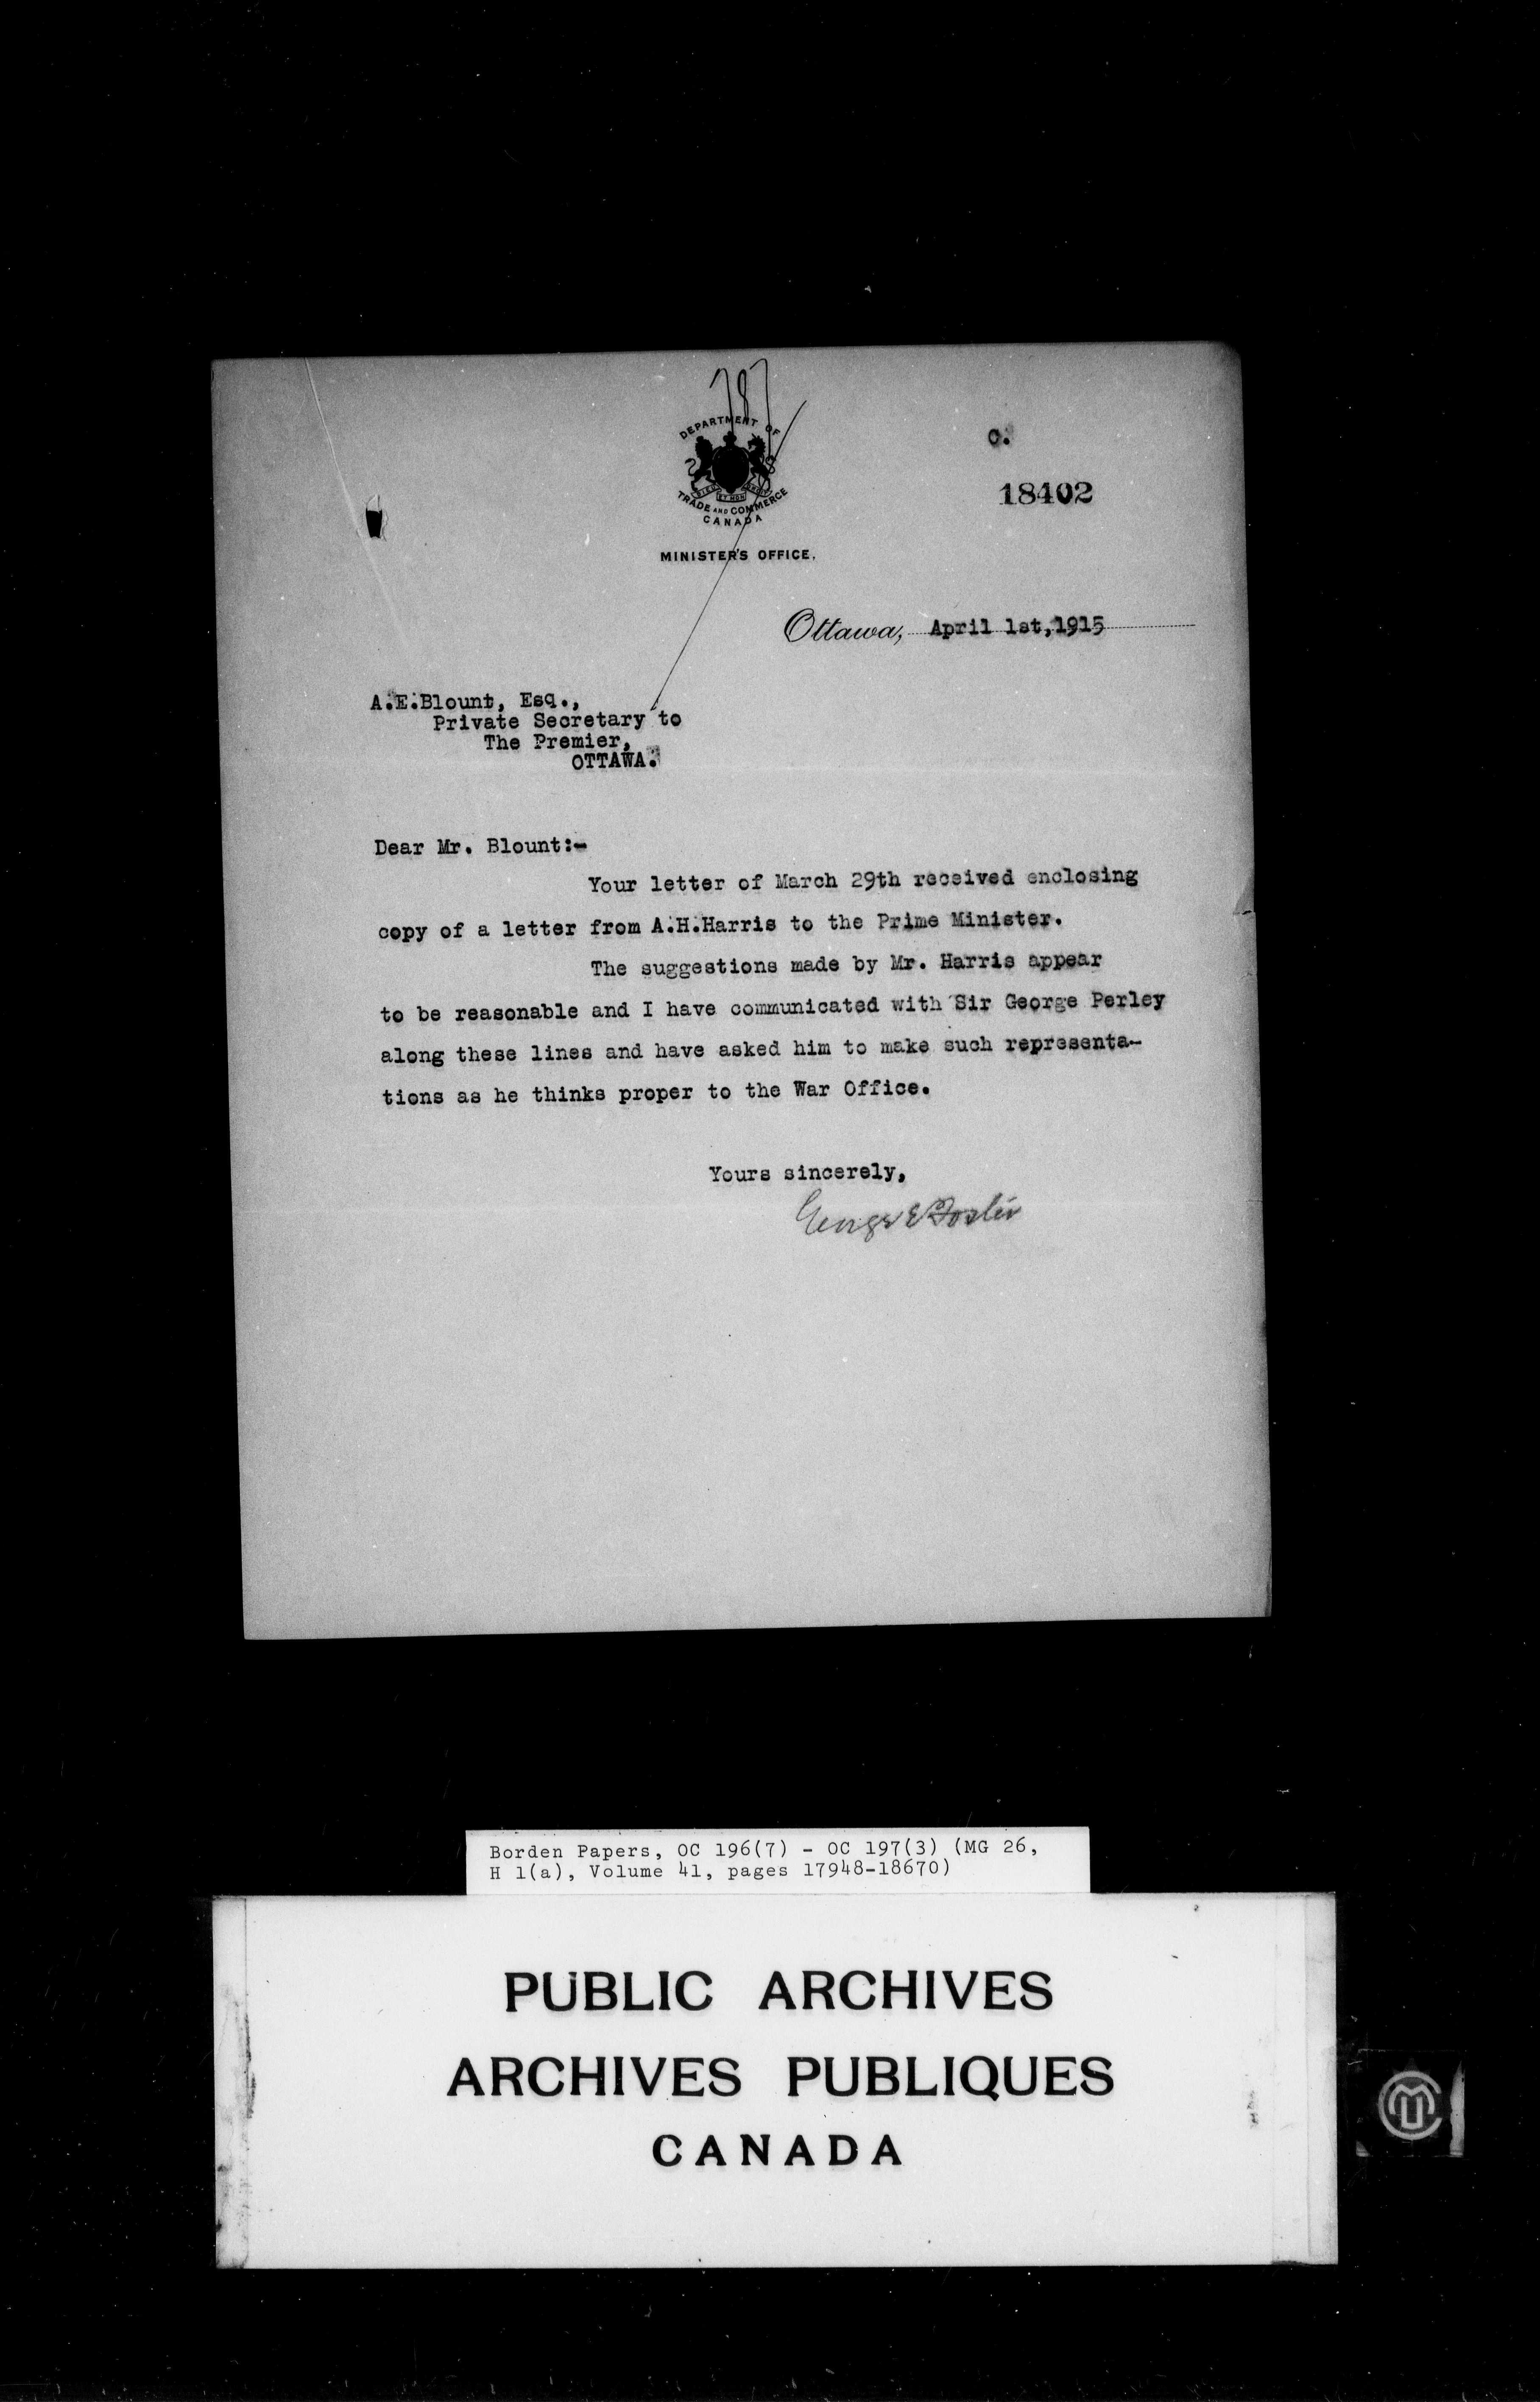 787
DEPARTMENT OF
TRADE AND COMMERCE
CANADA
MINISTER'S OFFICE.
C.
18402
Ottawa, April 1st, 1915
A.E.Blount, Esq.,
Private Secretary to
The Premier,
OTTAWA.
Dear Mr. Blount:-
Your letter of March 29th received enclosing
copy of a letter from A.H.Harris to the Prime Minister.
The suggestions made by Mr. Harris appear
to be reasonable and I have communicated with Sir George Perley
along these lines and have asked him to make such representa-
tions as he thinks proper to the War Office.
Yours sincerely,
George E Foster
Borden Papers, OC 196(7) - OC 197(3) (MG 26,
H 1(a), Volume 41, pages 17948-18670)
PUBLIC ARCHIVES
ARCHIVES PUBLIQUES
CANADA